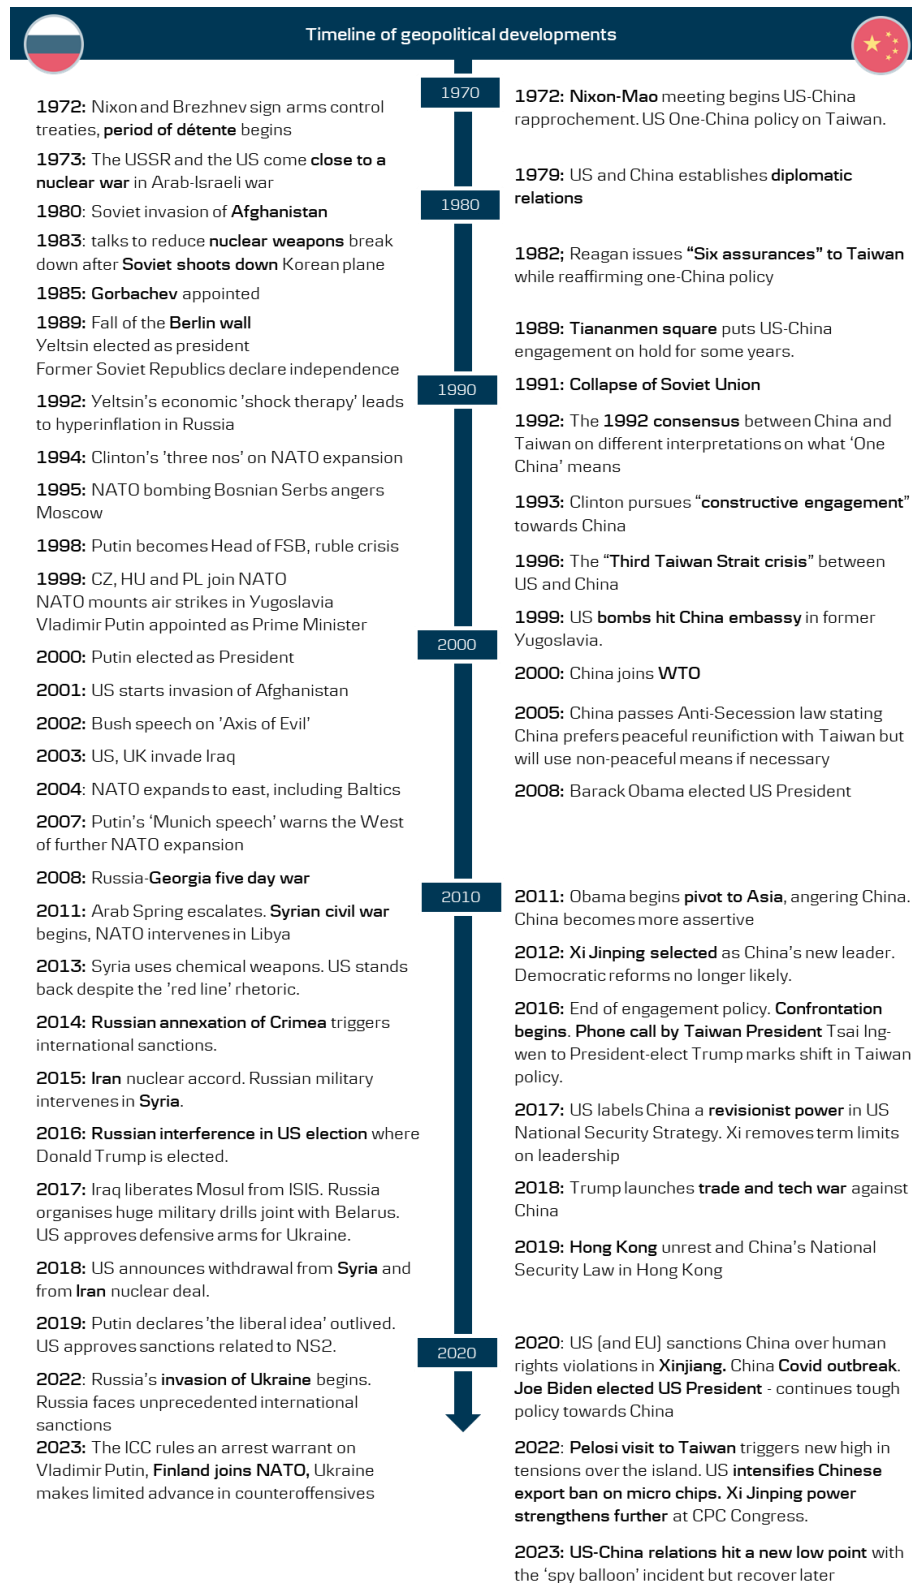 Timeline of geopolitical developments
1970
1980
1990
2000
2010
2020
1972: Nixon and Brezhnev sign arms control
treaties, period of détente begins
1973: The USSR and the US come close to a
nuclear war in Arab-Israeli war
1980: Soviet invasion of Afghanistan
1983: talks to reduce nuclear weapons break
down after Soviet shoots down Korean plane
1985: Gorbachev appointed
1989: Fall of the Berlin wall
Yeltsin elected as president
Former Soviet Republics declare independence
1992: Yeltsin's economic 'shock therapy' leads
to hyperinflation in Russia
1994: Clinton's 'three nos' on NATO expansion
1995: NATO bombing Bosnian Serbs angers
Moscow
1998: Putin becomes Head of FSB, ruble crisis
1999: CZ, HU and PL join NATO
NATO mounts air strikes in Yugoslavia
Vladimir Putin appointed as Prime Minister
2000: Putin elected as President
2001: US starts invasion of Afghanistan
2002: Bush speech on 'Axis of Evil'
2003: US, UK invade Iraq
2004: NATO expands to east, including Baltics
2007: Putin's 'Munich speech' warns the West
of further NATO expansion
2008: Russia-Georgia five day war
2011: Arab Spring escalates. Syrian civil war
begins, NATO intervenes in Libya
2013: Syria uses chemical weapons. US stands
back despite the 'red line' rhetoric.
2014: Russian annexation of Crimea triggers
international sanctions.
2015: Iran nuclear accord. Russian military
intervenes in Syria.
2016: Russian interference in US election where
Donald Trump is elected.
2017: Iraq liberates Mosul from ISIS. Russia
organises huge military drills joint with Belarus.
US approves defensive arms for Ukraine.
2018: US announces withdrawal from Syria and
from Iran nuclear deal.
2019: Putin declares 'the liberal idea' outlived.
US approves sanctions related to NS2.
2022: Russia's invasion of Ukraine begins.
Russia faces unprecedented international
sanctions
2023: The ICC rules an arrest warrant on
Vladimir Putin, Finland joins NATO, Ukraine
makes limited advance in counteroffensives
1972: Nixon-Mao meeting begins US-China
rapprochement. US One-China policy on Taiwan.
1979: US and China establishes diplomatic
relations
1982; Reagan issues "Six assurances" to Taiwan
while reaffirming one-China policy
1989: Tiananmen square puts US-China
engagement on hold for some years.
1991: Collapse of Soviet Union
1992: The 1992 consensus between China and
Taiwan on different interpretations on what 'One
China' means
1993: Clinton pursues "constructive engagement"
towards China
1996: The "Third Taiwan Strait crisis" between
US and China
1999: US bombs hit China embassy in former
Yugoslavia.
2000: China joins WTO
2005: China passes Anti-Secession law stating
China prefers peaceful reunifiction with Taiwan but
will use non-peaceful means if necessary
2008: Barack Obama elected US President
2011: Obama begins pivot to Asia, angering China.
China becomes more assertive
2012: Xi Jinping selected as China's new leader.
Democratic reforms no longer likely.
2016: End of engagement policy. Confrontation
begins. Phone call by Taiwan President Tsai Ing-
wen to President-elect Trump marks shift in Taiwan
policy.
2017: US labels China a revisionist power in US
National Security Strategy. Xi removes term limits
on leadership
2018: Trump launches trade and tech war against
China
2019: Hong Kong unrest and China's National
Security Law in Hong Kong
2020: US (and EU) sanctions China over human
rights violations in Xinjiang. China Covid outbreak.
Joe Biden elected US President - continues tough
policy towards China
2022: Pelosi visit to Taiwan triggers new high in
tensions over the island. US intensifies Chinese
export ban on micro chips. Xi Jinping power
strengthens further at CPC Congress.
2023: US-China relations hit a new low point with
the 'spy balloon' incident but recover later